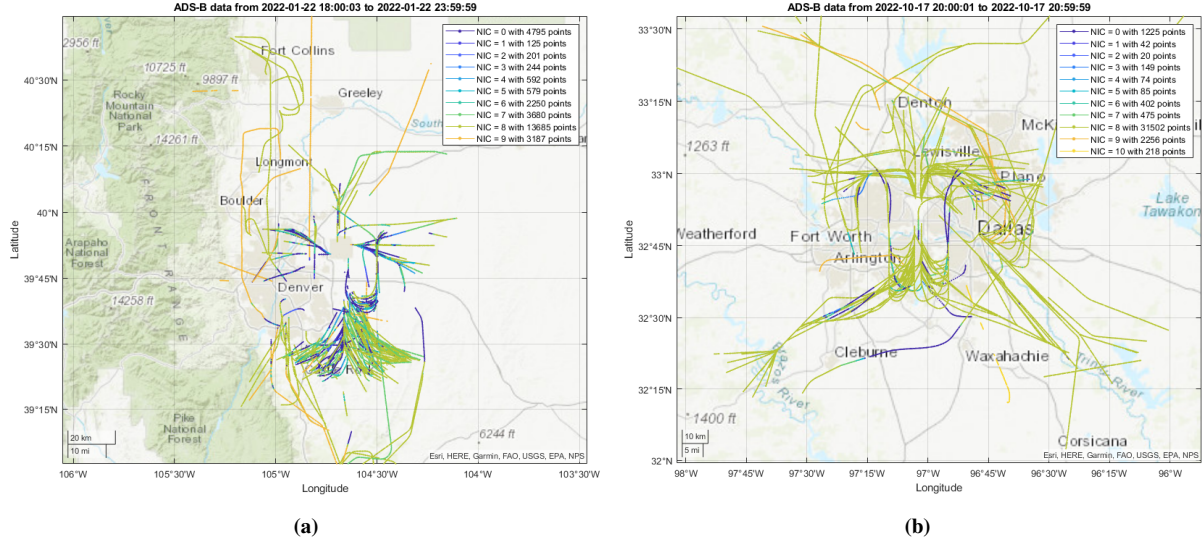 ADS-B data from 2022-01-22 18:00:03 to 2022-01-22 23:59:59
NIC = 0 with 4795 points
NIC = 1 with 125 points
NIC = 2 with 201 points
NIC = 3 with 244 points
NIC = 4 with 592 points
NIC = 5 with 579 points
NIC = 6 with 2250 points
NIC = 7 with 3680 points
NIC = 8 with 13685 points
NIC = 9 with 3187 points
Fort Collins
2956 ft
10725 ft
9897 ft
Greeley
Rocky
Mountain
National
Park
South
14261 ft
Longmont
Boulder
FRONT RANGE
Arapaho
National
Forest
Denver
14258 ft
Pike
National
Forest
6244 ft
20 km
10 mi
Esri, HERE, Garmin, FAO, USGS, EPA, NPS
40°30'N
40°15'N
40°N
39°45'N
39°30'N
39°15'N
Latitude
106°W
105°30'W
105°W
104°30'W
104°W
103°30'W
Longitude
(a)
ADS-B data from 2022-10-17 20:00:01 to 2022-10-17 20:59:59
NIC = 0 with 1225 points
NIC = 1 with 42 points
NIC = 2 with 20 points
NIC = 3 with 149 points
NIC = 4 with 74 points
NIC = 5 with 85 points
NIC = 6 with 402 points
NIC = 7 with 475 points
NIC = 8 with 31502 points
NIC = 9 with 2256 points
NIC = 10 with 218 points
Denton
McK
1263 ft
Lewisville
Plano
Lake
Tawakon
Weatherford
Fort Worth
Dallas
Arlington
Cleburne
Waxahachie
Brazos River
Trinity River
1400 ft
Corsicana
10 km
5 mi
Esri, HERE, Garmin, FAO, USGS, EPA, NPS
33°30'N
33°15'N
33°N
32°45'N
32°30'N
32°15'N
32°N
Latitude
98°W
97°45'W
97°30'W
97°15'W
97°W
96°45'W
96°30'W
96°15'W
96°W
Longitude
(b)